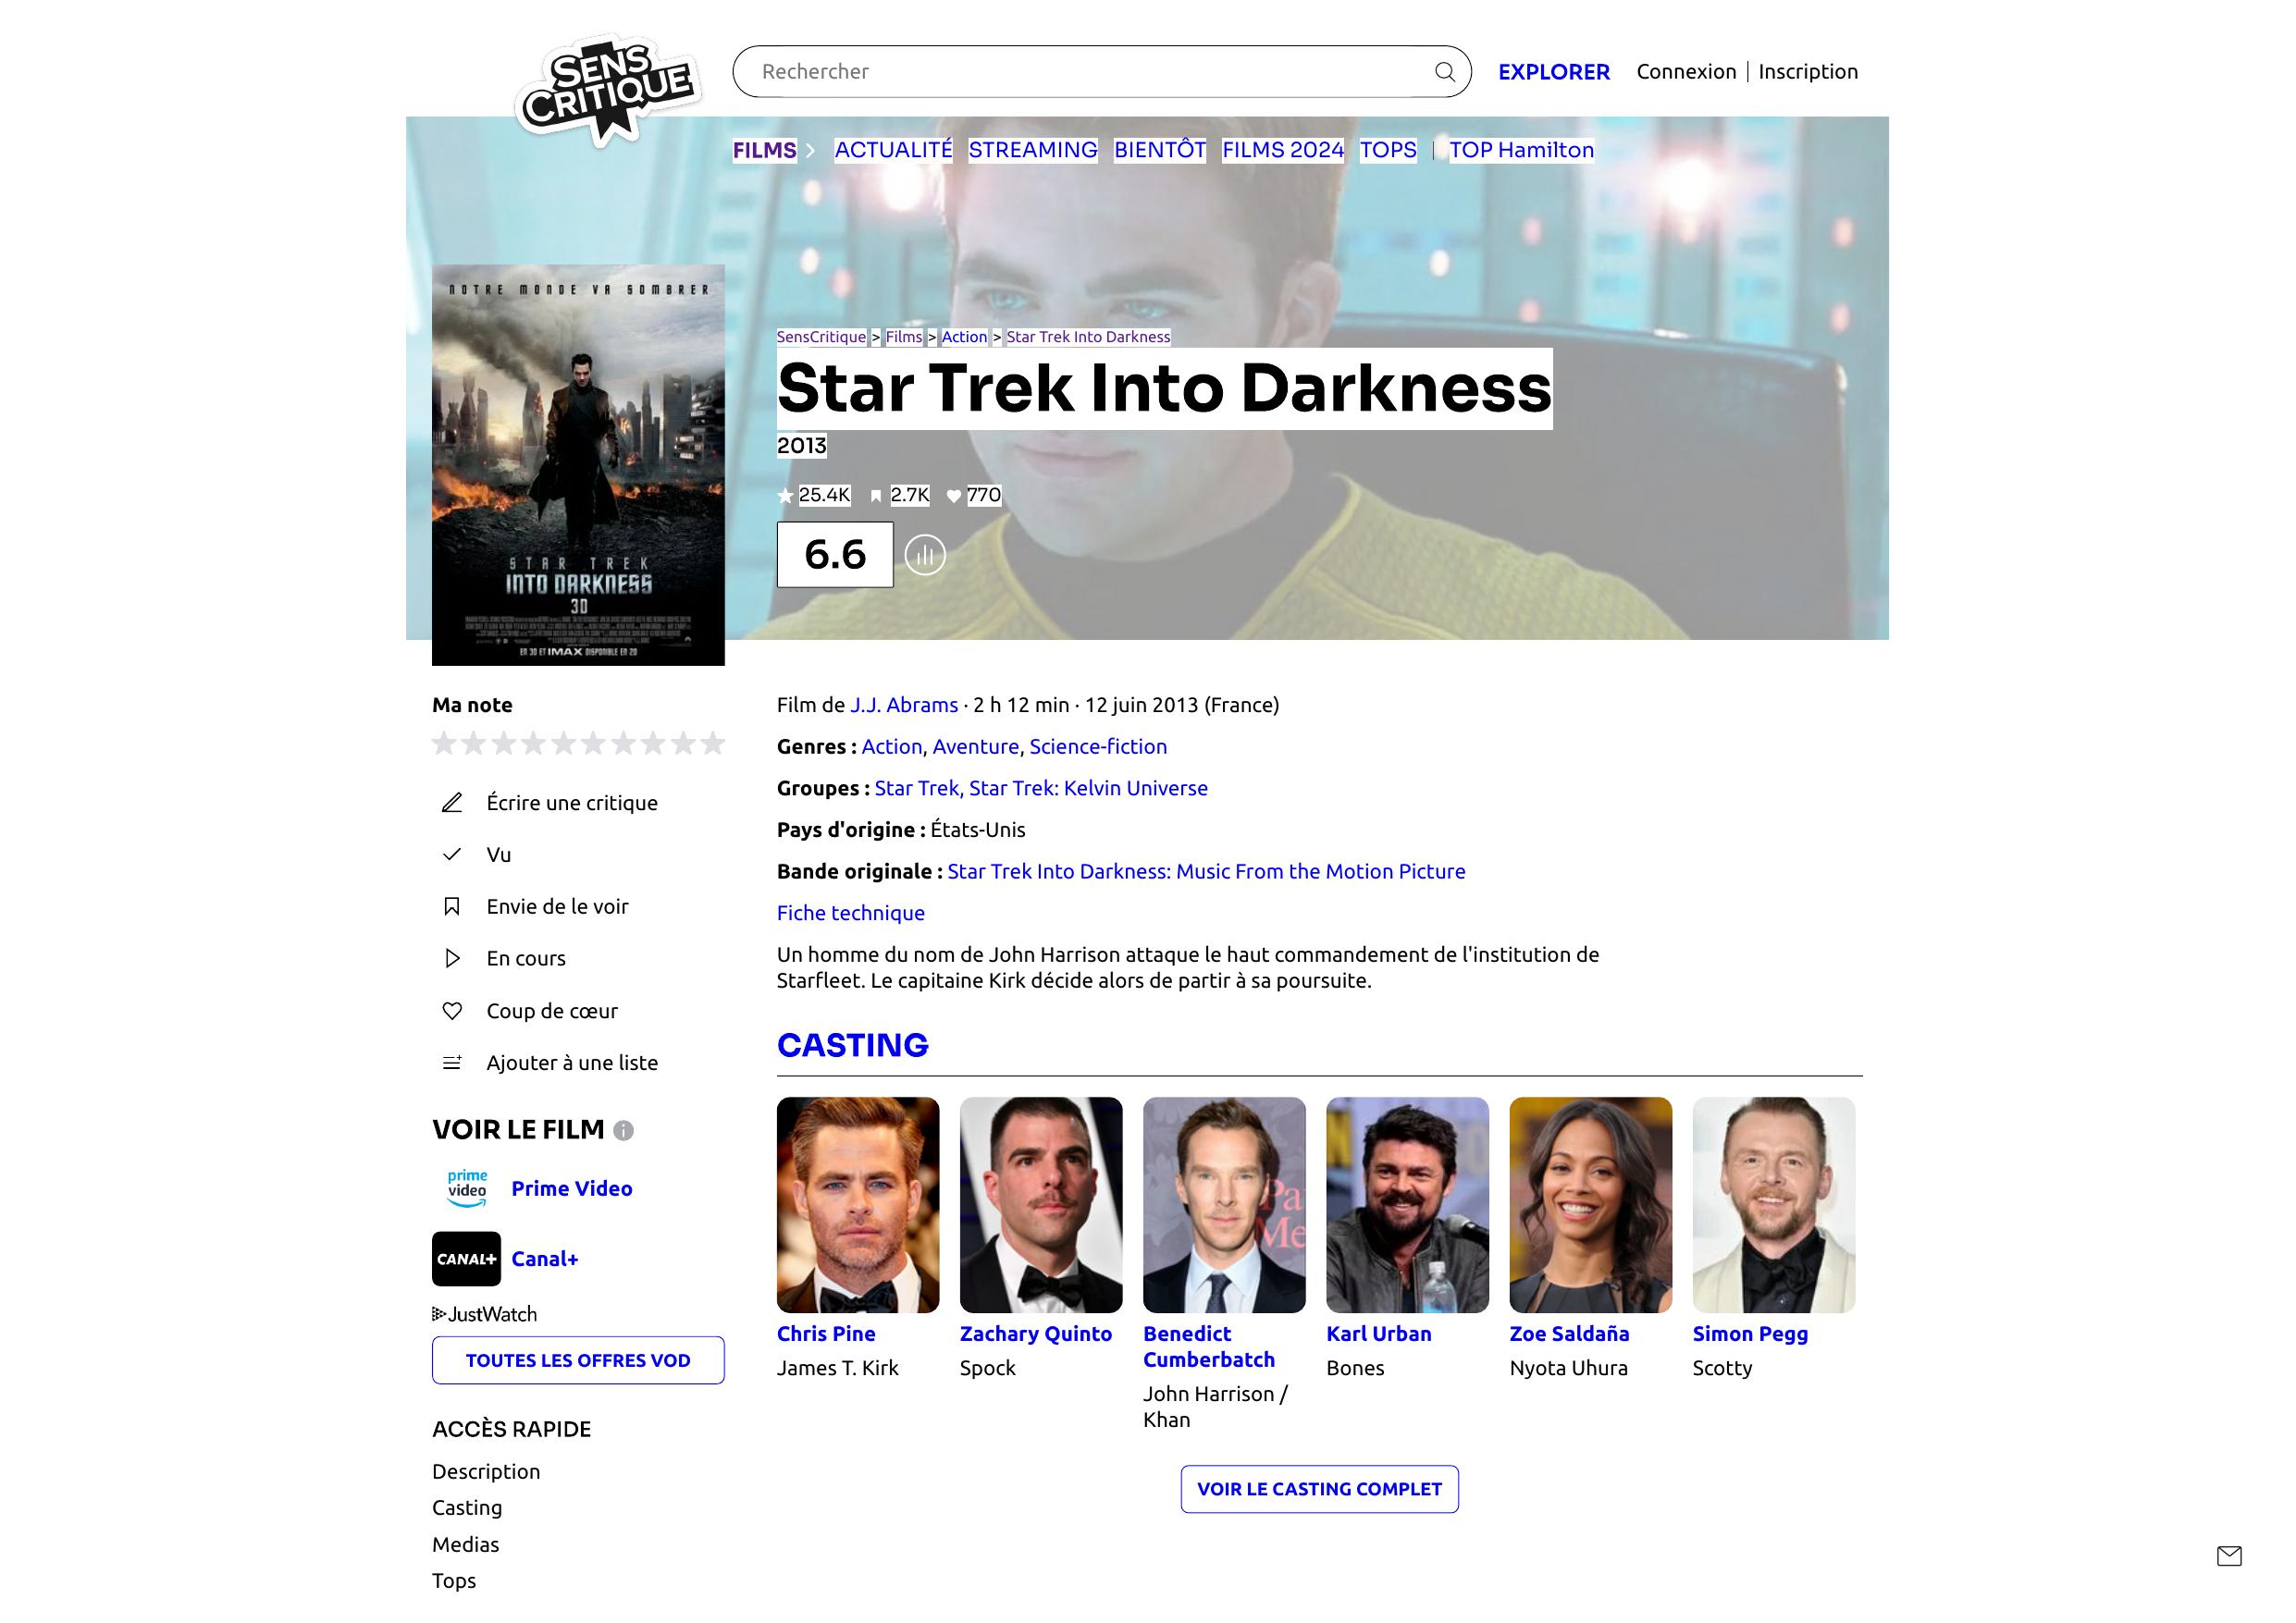 SENS
CRITIQUE
Rechercher
EXPLORER
Connexion | Inscription
FILMS
ACTUALITÉ
STREAMING
BIENTÔT
FILMS 2024
TOPS
TOP Hamilton
NOTRE MONDE VA SOMBRER
STAR TREK
INTO DARKNESS
3D
EN 3D ET IMAX DISPONIBLE EN 2D
SensCritique > Films > Action > Star Trek Into Darkness
Star Trek Into Darkness
2013
25.4K 2.7K 770
6.6
Ma note
Écrire une critique
Vu
Envie de le voir
En cours
Coup de cœur
Ajouter à une liste
VOIR LE FILM
prime
video
Prime Video
CANAL+
Canal+
JustWatch
TOUTES LES OFFRES VOD
ACCÈS RAPIDE
Description
Casting
Medias
Tops
Film de J.J. Abrams · 2 h 12 min · 12 juin 2013 (France)
Genres : Action, Aventure, Science-fiction
Groupes : Star Trek, Star Trek: Kelvin Universe
Pays d'origine : États-Unis
Bande originale : Star Trek Into Darkness: Music From the Motion Picture
Fiche technique
Un homme du nom de John Harrison attaque le haut commandement de l'institution de
Starfleet. Le capitaine Kirk décide alors de partir à sa poursuite.
CASTING
Pa
Me
Chris Pine
James T. Kirk
Zachary Quinto
Spock
Benedict
Cumberbatch
John Harrison /
Khan
Karl Urban
Bones
Zoe Saldaña
Nyota Uhura
Simon Pegg
Scotty
VOIR LE CASTING COMPLET